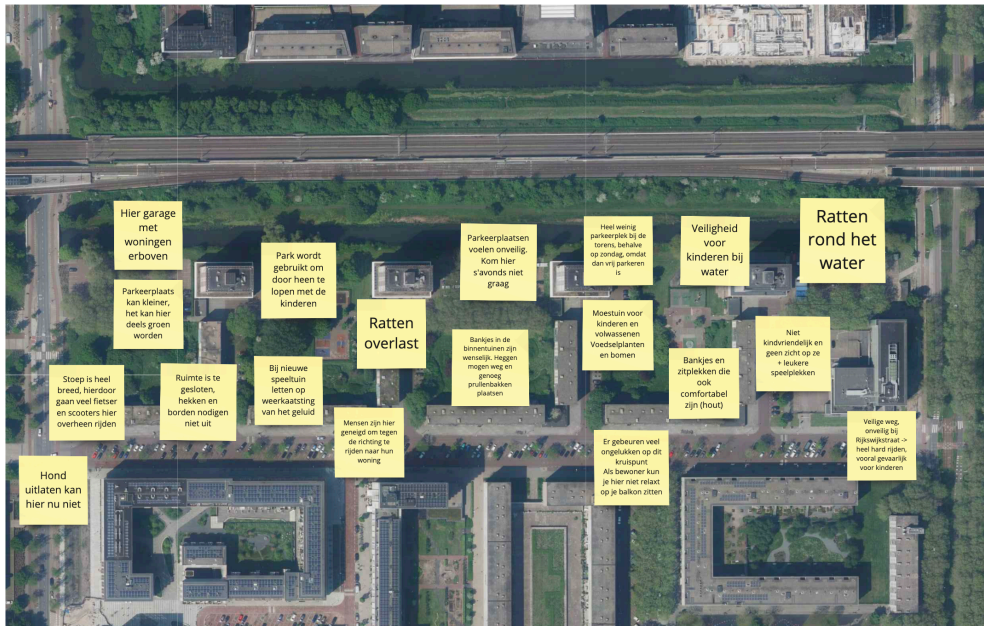 Hier garage
met
woningen
erboven
Park wordt
gebruikt om
door heen te
lopen met de
kinderen
Parkeerplaatsen
voelen onveilig.
Kom hier
s'avonds niet
graag
Heel weinig
parkeerplek bij de
torens, behalve
op zondag, omdat
dan vrij parkeren
is
Veiligheid
voor
kinderen bij
water
Ratten
rond het
water
Parkeerplaats
kan kleiner,
het kan hier
deels groen
worden
Ratten
overlast
Bankjes in de
binnentuinen zijn
wenselijk. Heggen
mogen weg en
genoeg
prullenbakken
plaatsen
Moestuin voor
kinderen en
volwassenen
Voedselplanten
en bomen
Niet
kindvriendelijk en
geen zicht op ze
+ leukere
speelplekken
Stoep is heel
breed, hierdoor
gaan veel fietser
en scooters hier
overheen rijden
Ruimte is te
gesloten,
hekken en
borden nodigen
niet uit
Bij nieuwe
speeltuin
letten op
weerkaatsting
van het geluid
Bankjes en
zitplekken die
ook
comfortabel
zijn (hout)
Mensen zijn hier
geneigd om tegen
de richting te
rijden naar hun
woning
Er gebeuren veel
ongelukken op dit
kruispunt
Als bewoner kun
je hier niet relaxt
op je balkon zitten
Veilige weg,
onveilig bij
Rijkswijkstraat ->
heel hard rijden,
vooral gevaarlijk
voor kinderen
Hond
uitlaten kan
hier nu niet